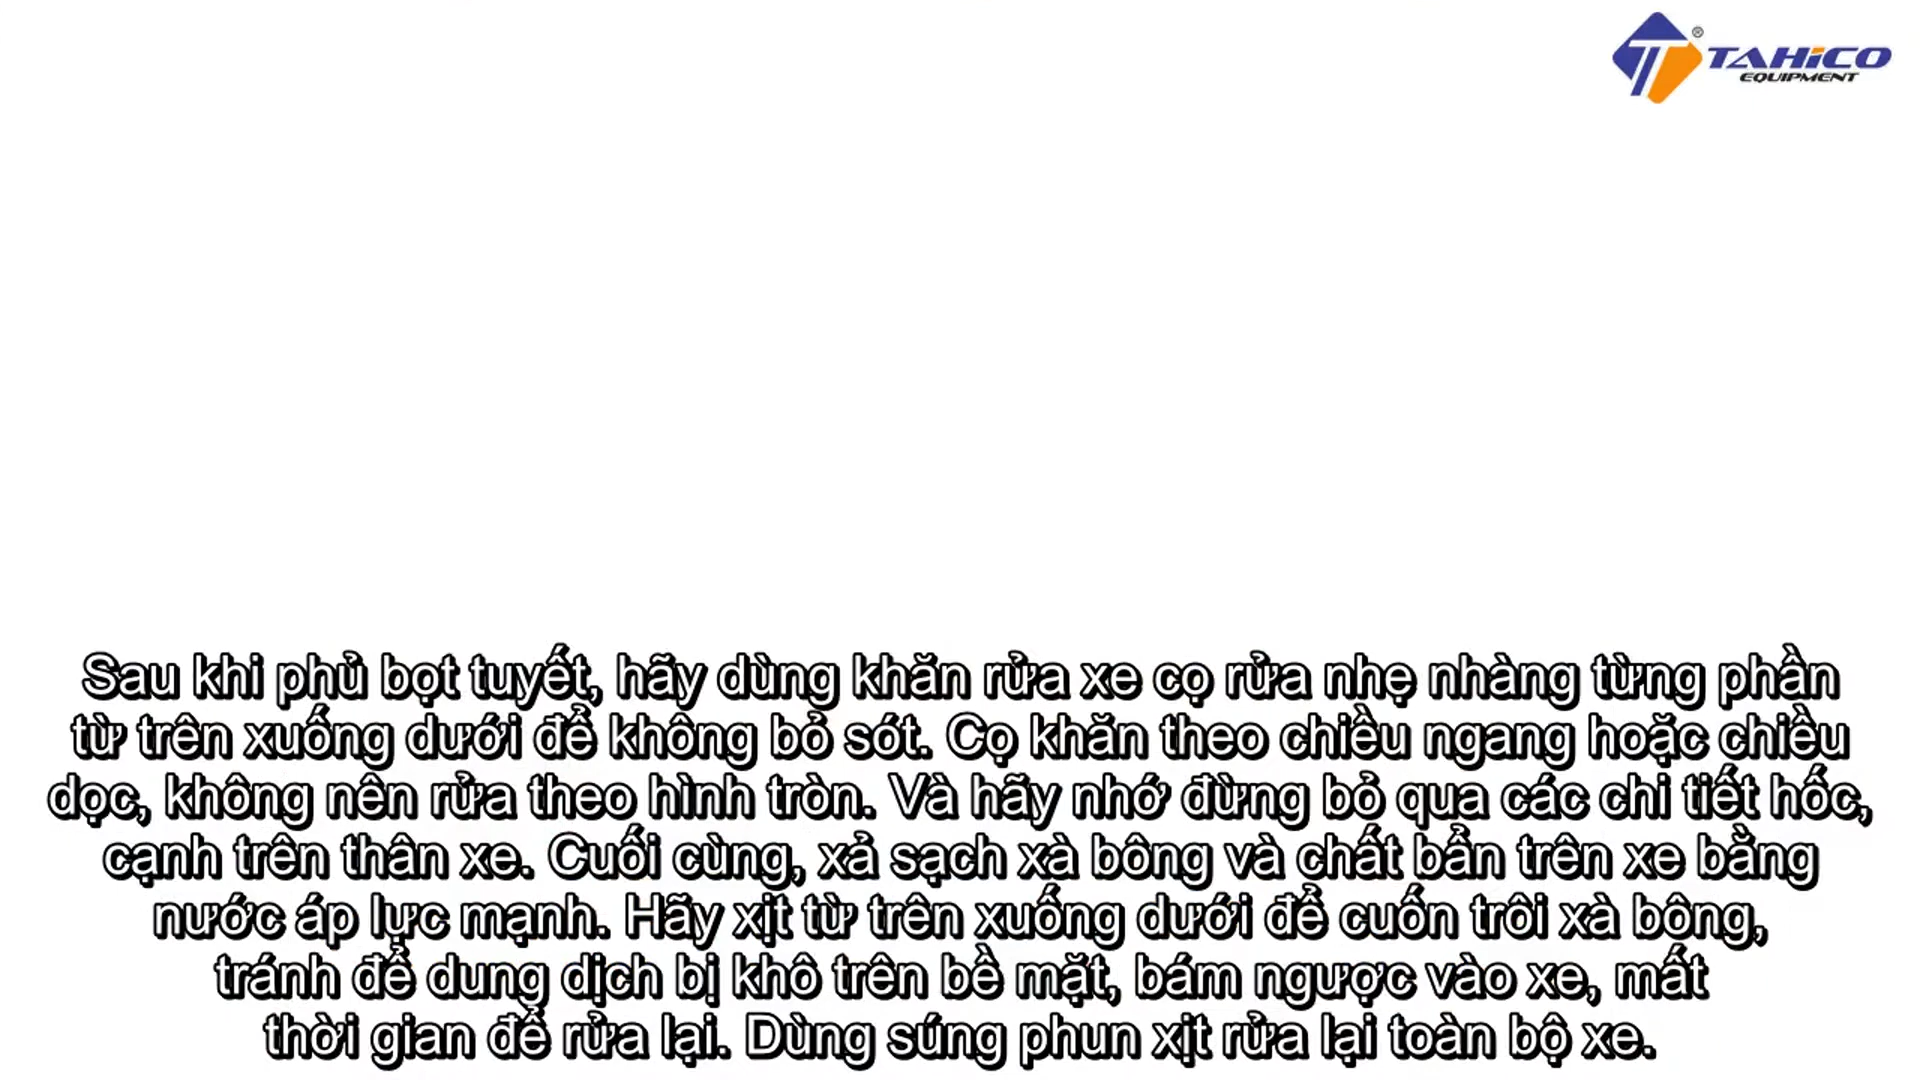 TAHiCO
EQUIPMENT
Sau khi phủ bọt tuyết, hãy dùng khăn rửa xe cọ rửa nhẹ nhàng từng phần
từ trên xuống dưới để không bỏ sót. Cọ khăn theo chiều ngang hoặc chiều
dọc, không nên rửa theo hình tròn. Và hãy nhớ đừng bỏ qua các chi tiết hốc,
cạnh trên thân xe. Cuối cùng, xả sạch xà bông và chất bẩn trên xe bằng
nước áp lực mạnh. Hãy xịt từ trên xuống dưới để cuốn trôi xà bông,
tránh để dung dịch bị khô trên bề mặt, bám ngược vào xe, mất
thời gian để rửa lại. Dùng súng phun xịt rửa lại toàn bộ xe.